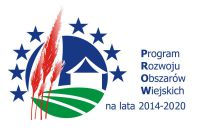 Program
Rozwoju
Obszarów
Wiejskich
na lata 2014-2020